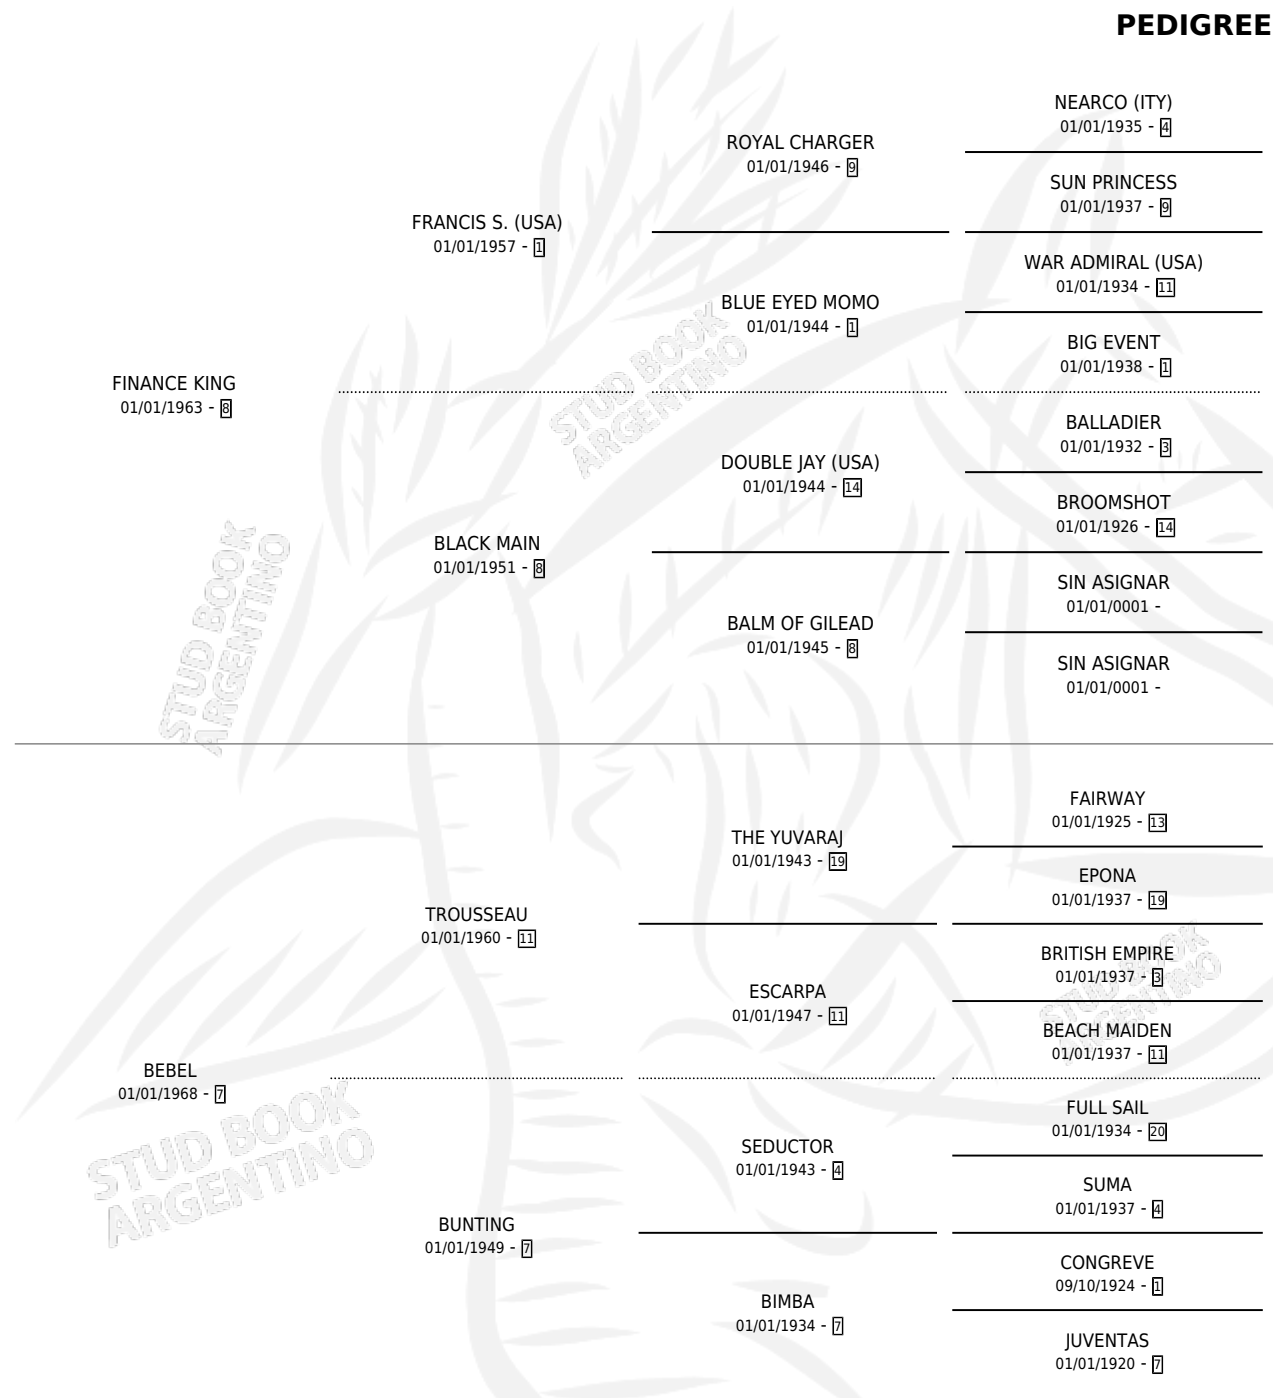 PEDIGREE
NEARCO (ITY)
01/01/1935 - 4
ROYAL CHARGER
01/01/1946 - 9
SUN PRINCESS
01/01/1937 - 9
FRANCIS S. (USA)
01/01/1957 - 1
WAR ADMIRAL (USA)
01/01/1934 - 11
BLUE EYED MOMO
01/01/1944 - 1
BIG EVENT
01/01/1938 - 1
FINANCE KING
01/01/1963 - 8
BALLADIER
01/01/1932 - 3
DOUBLE JAY (USA)
01/01/1944 - 14
BROOMSHOT
01/01/1926 - 14
BLACK MAIN
01/01/1951 - 8
SIN ASIGNAR
01/01/0001 -
BALM OF GILEAD
01/01/1945 - 8
SIN ASIGNAR
01/01/0001 -
FAIRWAY
01/01/1925 - 13
THE YUVARAJ
01/01/1943 - 19
EPONA
01/01/1937 - 19
TROUSSEAU
01/01/1960 - 11
BRITISH EMPIRE
01/01/1937 - 3
ESCARPA
01/01/1947 - 11
BEACH MAIDEN
01/01/1937 - 11
BEBEL
01/01/1968 - 7
FULL SAIL
01/01/1934 - 20
SEDUCTOR
01/01/1943 - 4
SUMA
01/01/1937 - 4
BUNTING
01/01/1949 - 7
CONGREVE
09/10/1924 - 1
BIMBA
01/01/1934 - 7
JUVENTAS
01/01/1920 - 7
STUD BOOK
ARGENTINO
STUD BOOK
ARGENTINO
STUD BOOK
ARGENTINO
STUD BOOK
ARGENTINO